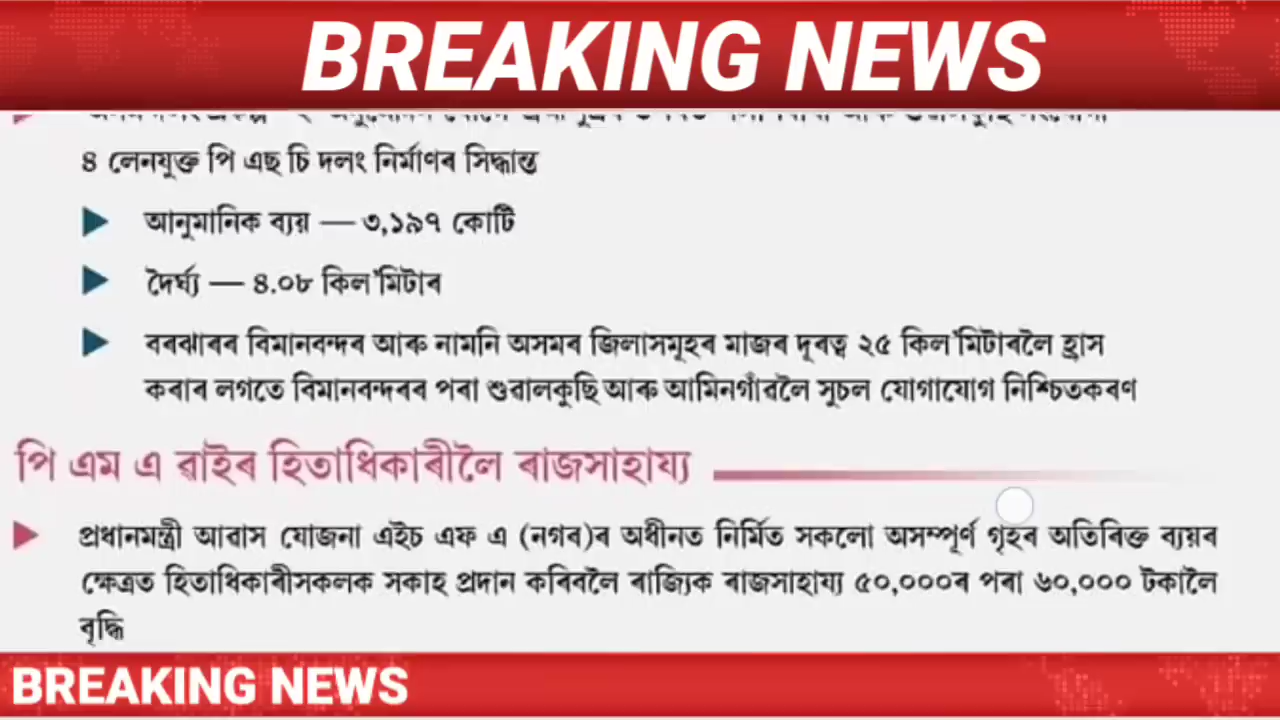 BREAKING NEWS
৪ লেনযুক্ত পি এছ চি দলং নিৰ্মাণৰ সিদ্ধান্ত
আনুমানিক ব্যয় — ৩,১৯৭ কোটি
দৈৰ্ঘ্য — ৪.০৮ কিল'মিটাৰ
বৰঝাৰৰ বিমানবন্দৰ আৰু নামনি অসমৰ জিলাসমূহৰ মাজৰ দূৰত্ব ২৫ কিল'মিটাৰলৈ হ্ৰাস
কৰাৰ লগতে বিমানবন্দৰৰ পৰা শুৱালকুছি আৰু আমিনগাঁৱলৈ সুচল যোগাযোগ নিশ্চিতকৰণ
পি এম এ ৱাইৰ হিতাধিকাৰীলৈ ৰাজসাহায্য
প্ৰধানমন্ত্ৰী আৱাস যোজনা এইচ এফ এ (নগৰ)ৰ অধীনত নিৰ্মিত সকলো অসম্পূৰ্ণ গৃহৰ অতিৰিক্ত ব্যয়ৰ
ক্ষেত্ৰত হিতাধিকাৰীসকলক সকাহ প্ৰদান কৰিবলৈ ৰাজ্যিক ৰাজসাহায্য ৫০,০০০ৰ পৰা ৬০,০০০ টকালৈ
বৃদ্ধি
BREAKING NEWS